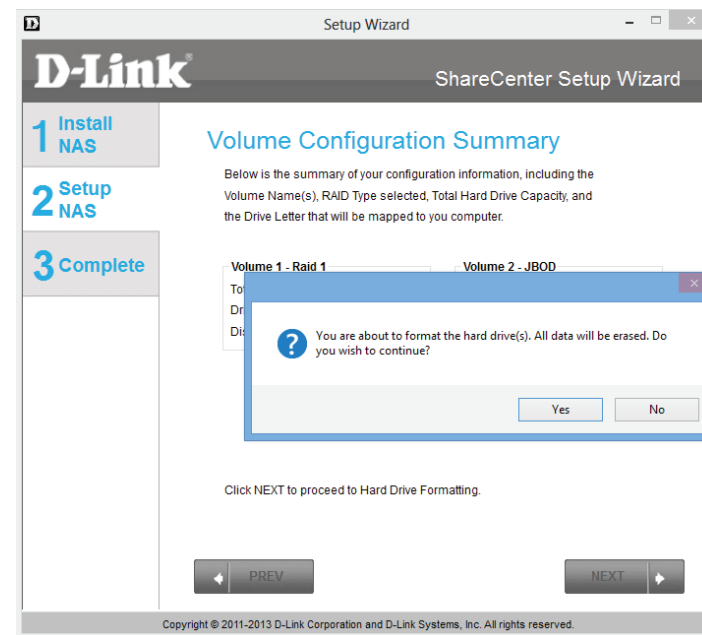 Setup Wizard
D-Link®
ShareCenter Setup Wizard
1 Install
NAS
2 Setup
NAS
3 Complete
Volume Configuration Summary
Below is the summary of your configuration information, including the
Volume Name(s), RAID Type selected, Total Hard Drive Capacity, and
the Drive Letter that will be mapped to you computer.
Volume 1 - Raid 1
Volume 2 - JBOD
You are about to format the hard drive(s). All data will be erased. Do
you wish to continue?
Yes No
Click NEXT to proceed to Hard Drive Formatting.
PREV NEXT
Copyright © 2011-2013 D-Link Corporation and D-Link Systems, Inc. All rights reserved.